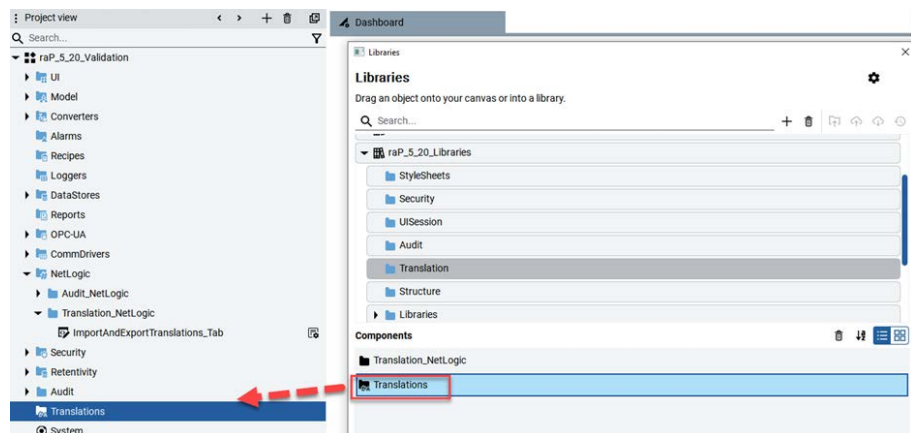 Project view
Search...
raP_5_20_Validation
UI
Model
Converters
Alarms
Recipes
Loggers
DataStores
Reports
OPC-UA
CommDrivers
NetLogic
Audit_NetLogic
Translation_NetLogic
ImportAndExportTranslations_Tab
Security
Retentivity
Audit
Translations
System
Dashboard
Libraries
Libraries
Drag an object onto your canvas or into a library.
Search...
raP_5_20_Libraries
StyleSheets
Security
UISession
Audit
Translation
Structure
Libraries
Components
Translation_NetLogic
Translations